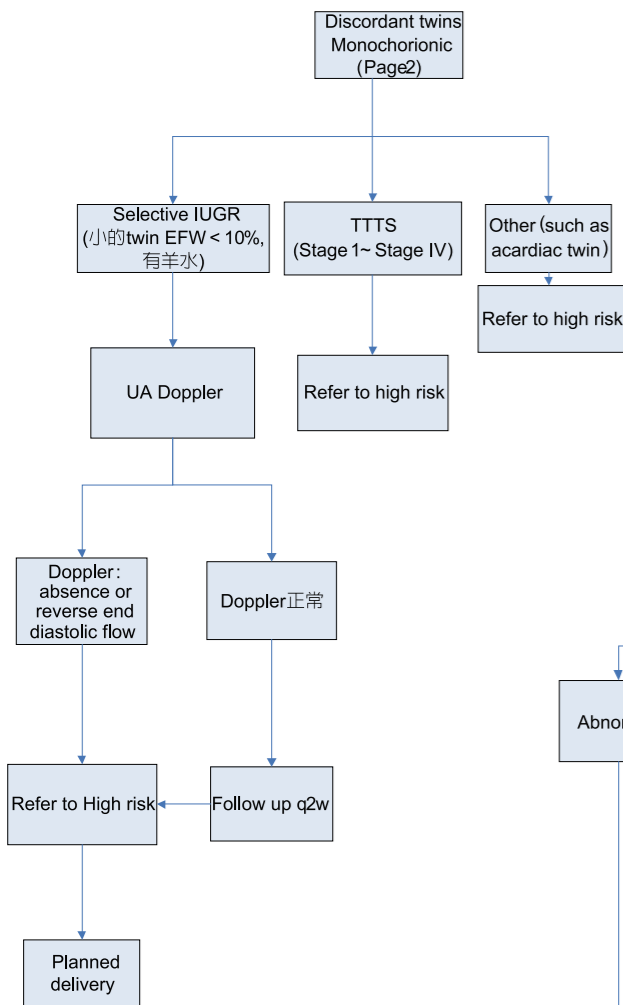 Discordant twins
Monochorionic
(Page2)
Selective IUGR
(小的twin EFW < 10%,
有羊水)
TTTS
(Stage 1~ Stage IV)
Other (such as
acardiac twin)
Refer to high risk
Refer to high risk
UA Doppler
Doppler:
absence or
reverse end
diastolic flow
Doppler正常
Abnor
Refer to High risk
Follow up q2w
Planned
delivery